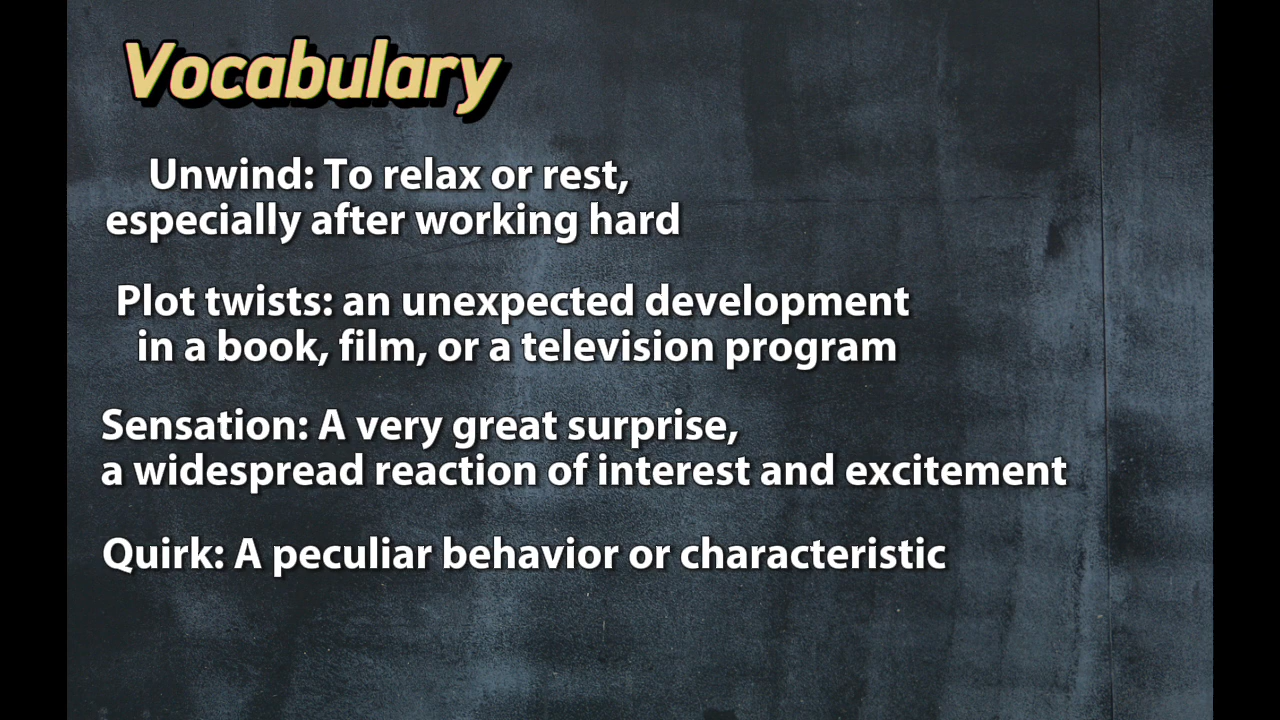 Vocabulary
Unwind: To relax or rest,
especially after working hard
Plot twists: an unexpected development
in a book, film, or a television program
Sensation: A very great surprise,
a widespread reaction of interest and excitement
Quirk: A peculiar behavior or characteristic